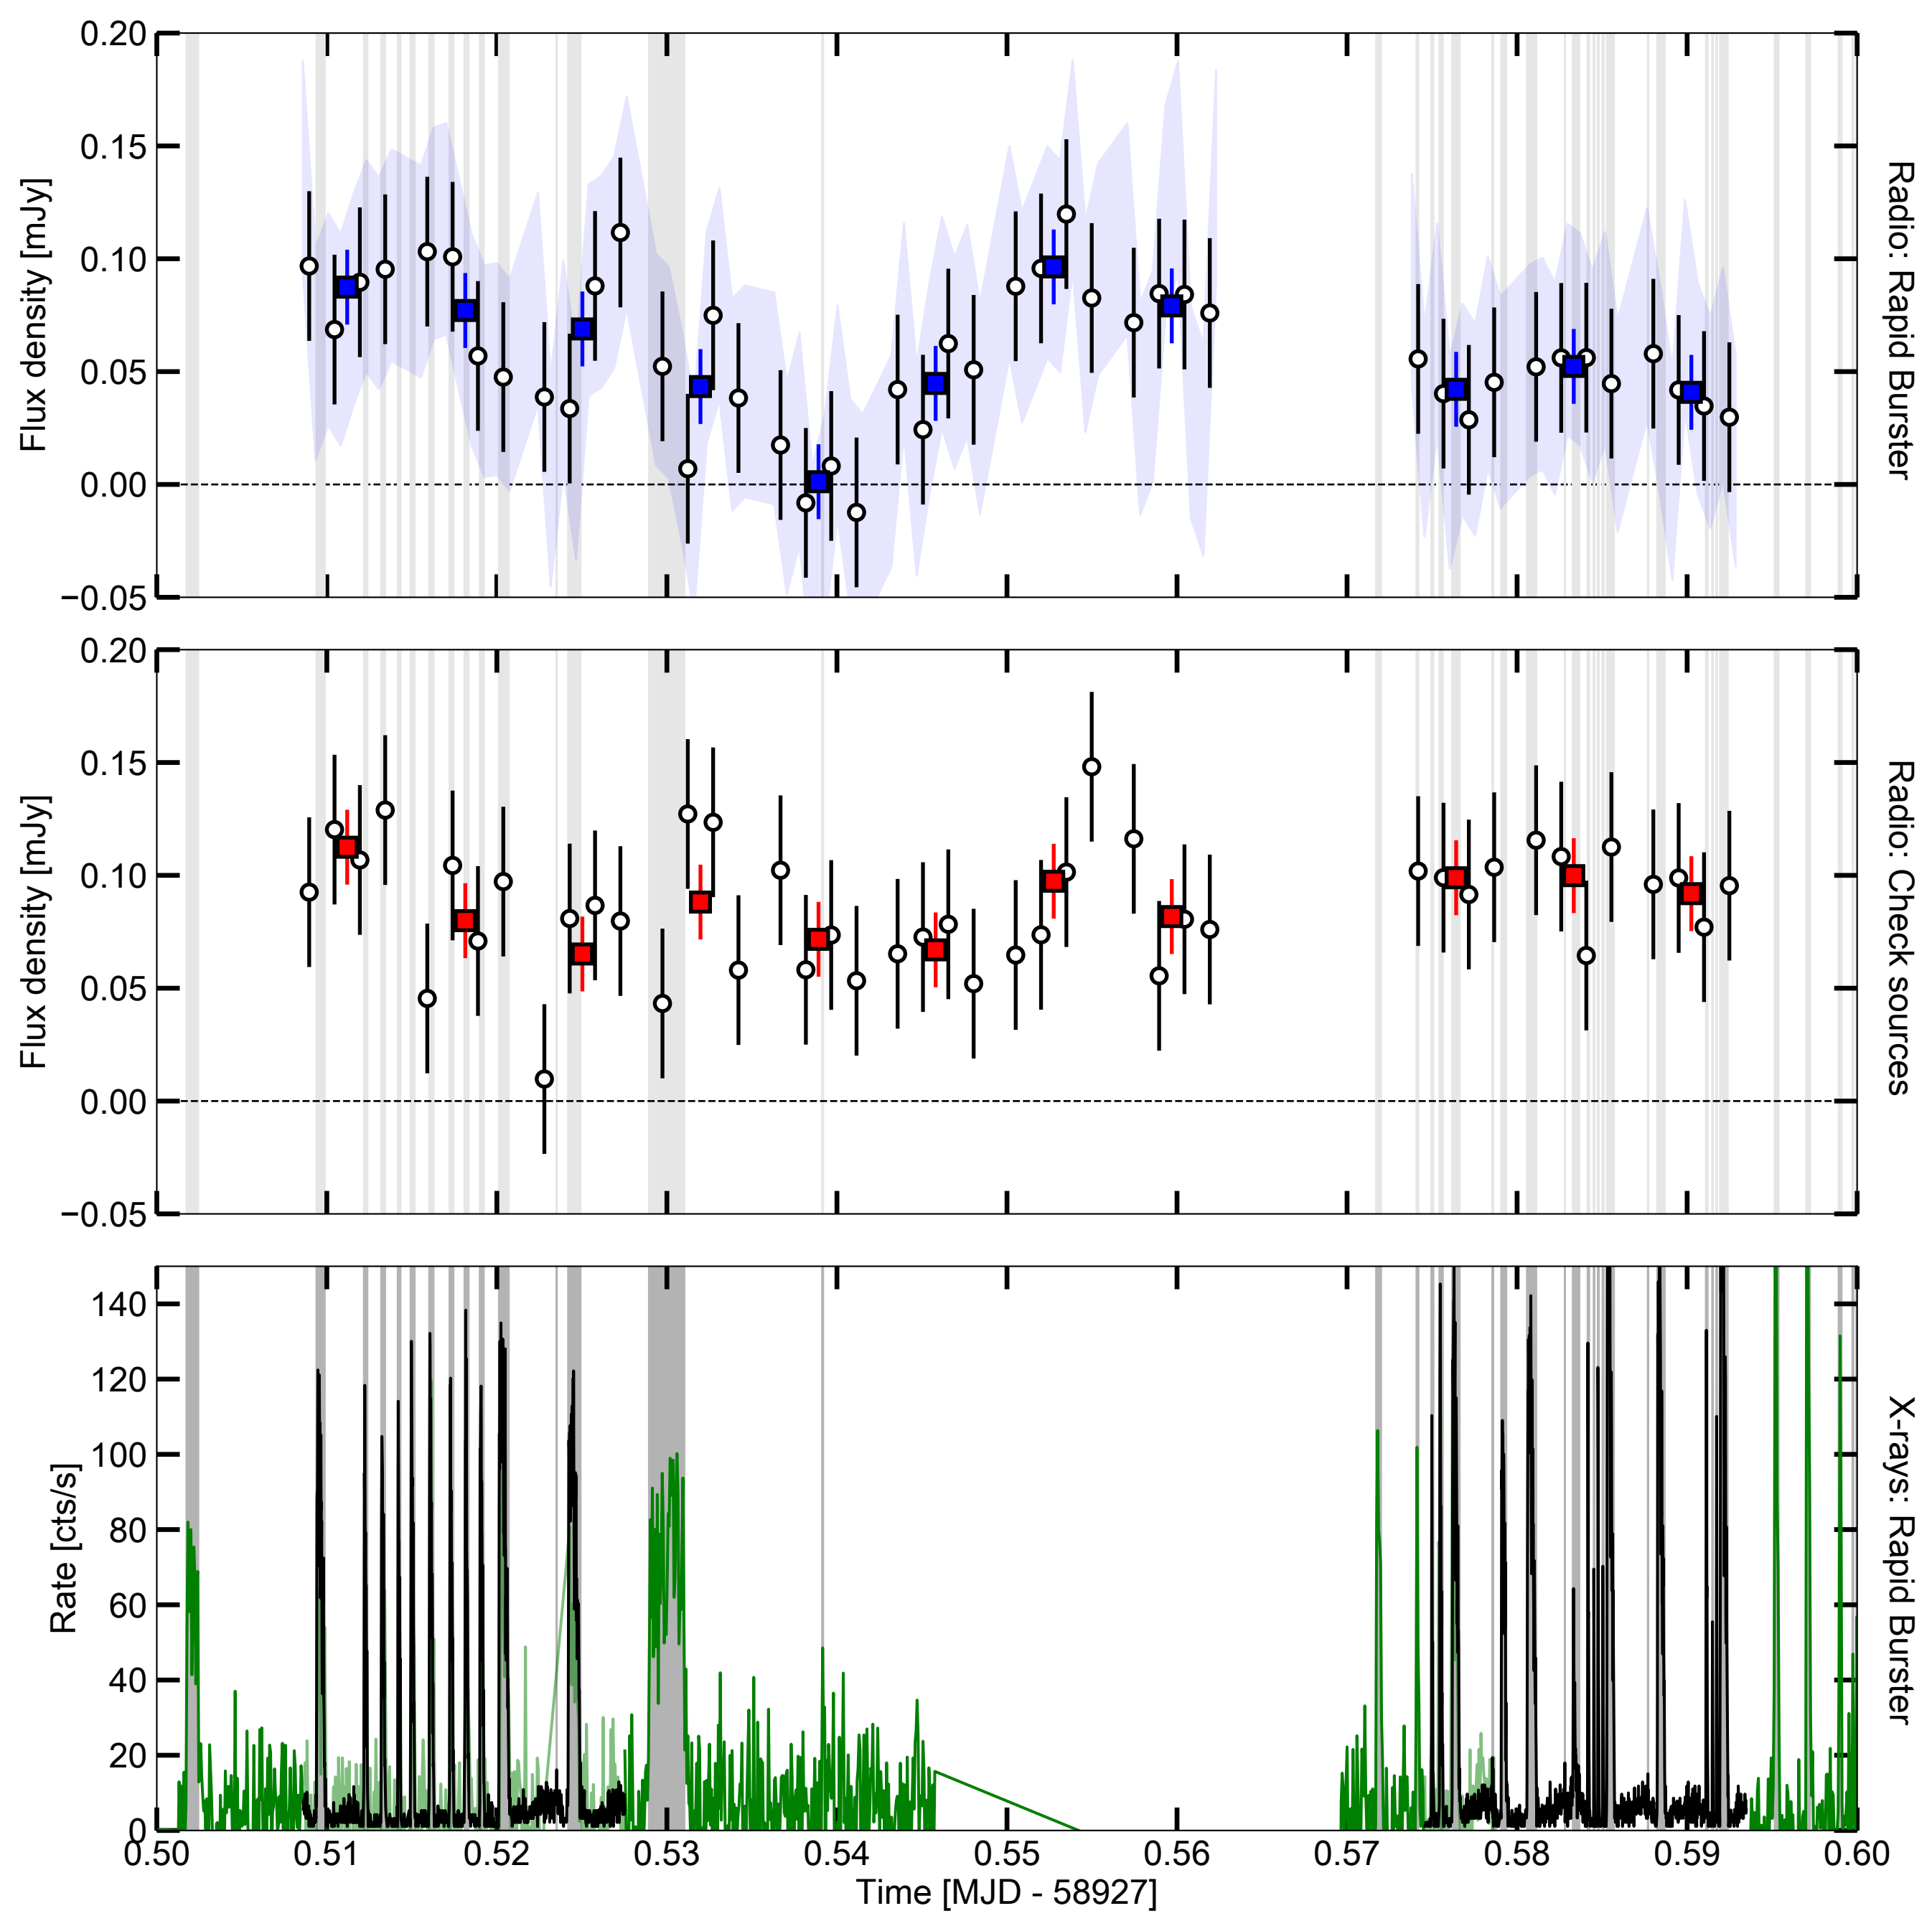 0.20
0.15
0.10
0.05
0.00
−0.05
Flux density [mJy]
Radio: Rapid Burster
0.20
0.15
0.10
0.05
0.00
−0.05
Flux density [mJy]
Radio: Check sources
140
120
100
80
60
40
20
0
Rate [cts/s]
X-rays: Rapid Burster
0.50 0.51 0.52 0.53 0.54 0.55 0.56 0.57 0.58 0.59 0.60
Time [MJD - 58927]